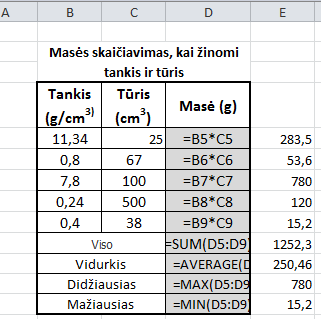 A B C D E
Masės skaičiavimas, kai žinomi
tankis ir tūris
Tankis (g/cm³) Tūris (cm³) Masė (g)
11,34 25 =B5*C5 283,5
0,8 67 =B6*C6 53,6
7,8 100 =B7*C7 780
0,24 500 =B8*C8 120
0,4 38 =B9*C9 15,2
Viso =SUM(D5:D9) 1252,3
Vidurkis =AVERAGE(D 250,46
Didžiausias =MAX(D5:D9 780
Mažiausias =MIN(D5:D9) 15,2